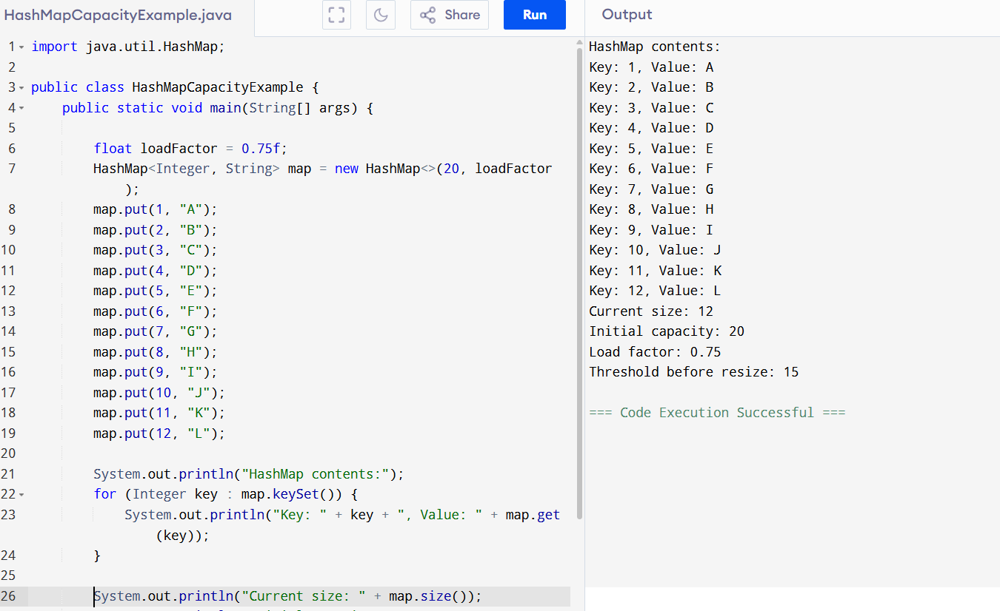 HashMapCapacityExample.java
Share
Run
Output
1 import java.util.HashMap;
2
3 public class HashMapCapacityExample {
4 public static void main(String[] args) {
5
6 float loadFactor = 0.75f;
7 HashMap<Integer, String> map = new HashMap<>(20, loadFactor
);
8 map.put(1, "A");
9 map.put(2, "B");
10 map.put(3, "C");
11 map.put(4, "D");
12 map.put(5, "E");
13 map.put(6, "F");
14 map.put(7, "G");
15 map.put(8, "H");
16 map.put(9, "I");
17 map.put(10, "J");
18 map.put(11, "K");
19 map.put(12, "L");
20
21 System.out.println("HashMap contents:");
22 for (Integer key : map.keySet()) {
23 System.out.println("Key: " + key + ", Value: " + map.get
(key));
24 }
25
26 System.out.println("Current size: " + map.size());
HashMap contents:
Key: 1, Value: A
Key: 2, Value: B
Key: 3, Value: C
Key: 4, Value: D
Key: 5, Value: E
Key: 6, Value: F
Key: 7, Value: G
Key: 8, Value: H
Key: 9, Value: I
Key: 10, Value: J
Key: 11, Value: K
Key: 12, Value: L
Current size: 12
Initial capacity: 20
Load factor: 0.75
Threshold before resize: 15
=== Code Execution Successful ===